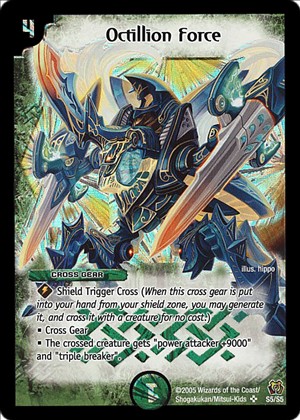 4
Octillion Force
illus. hippo
CROSS GEAR
Shield Trigger Cross (When this cross gear is put
into your hand from your shield zone, you may generate
it, and cross it with a creature for no cost.)
▪ Cross Gear
▪ The crossed creature gets "power attacker +9000"
and "triple breaker".
1
©2005 Wizards of the Coast/
Shogakukan/Mitsui-Kids
S5/S5